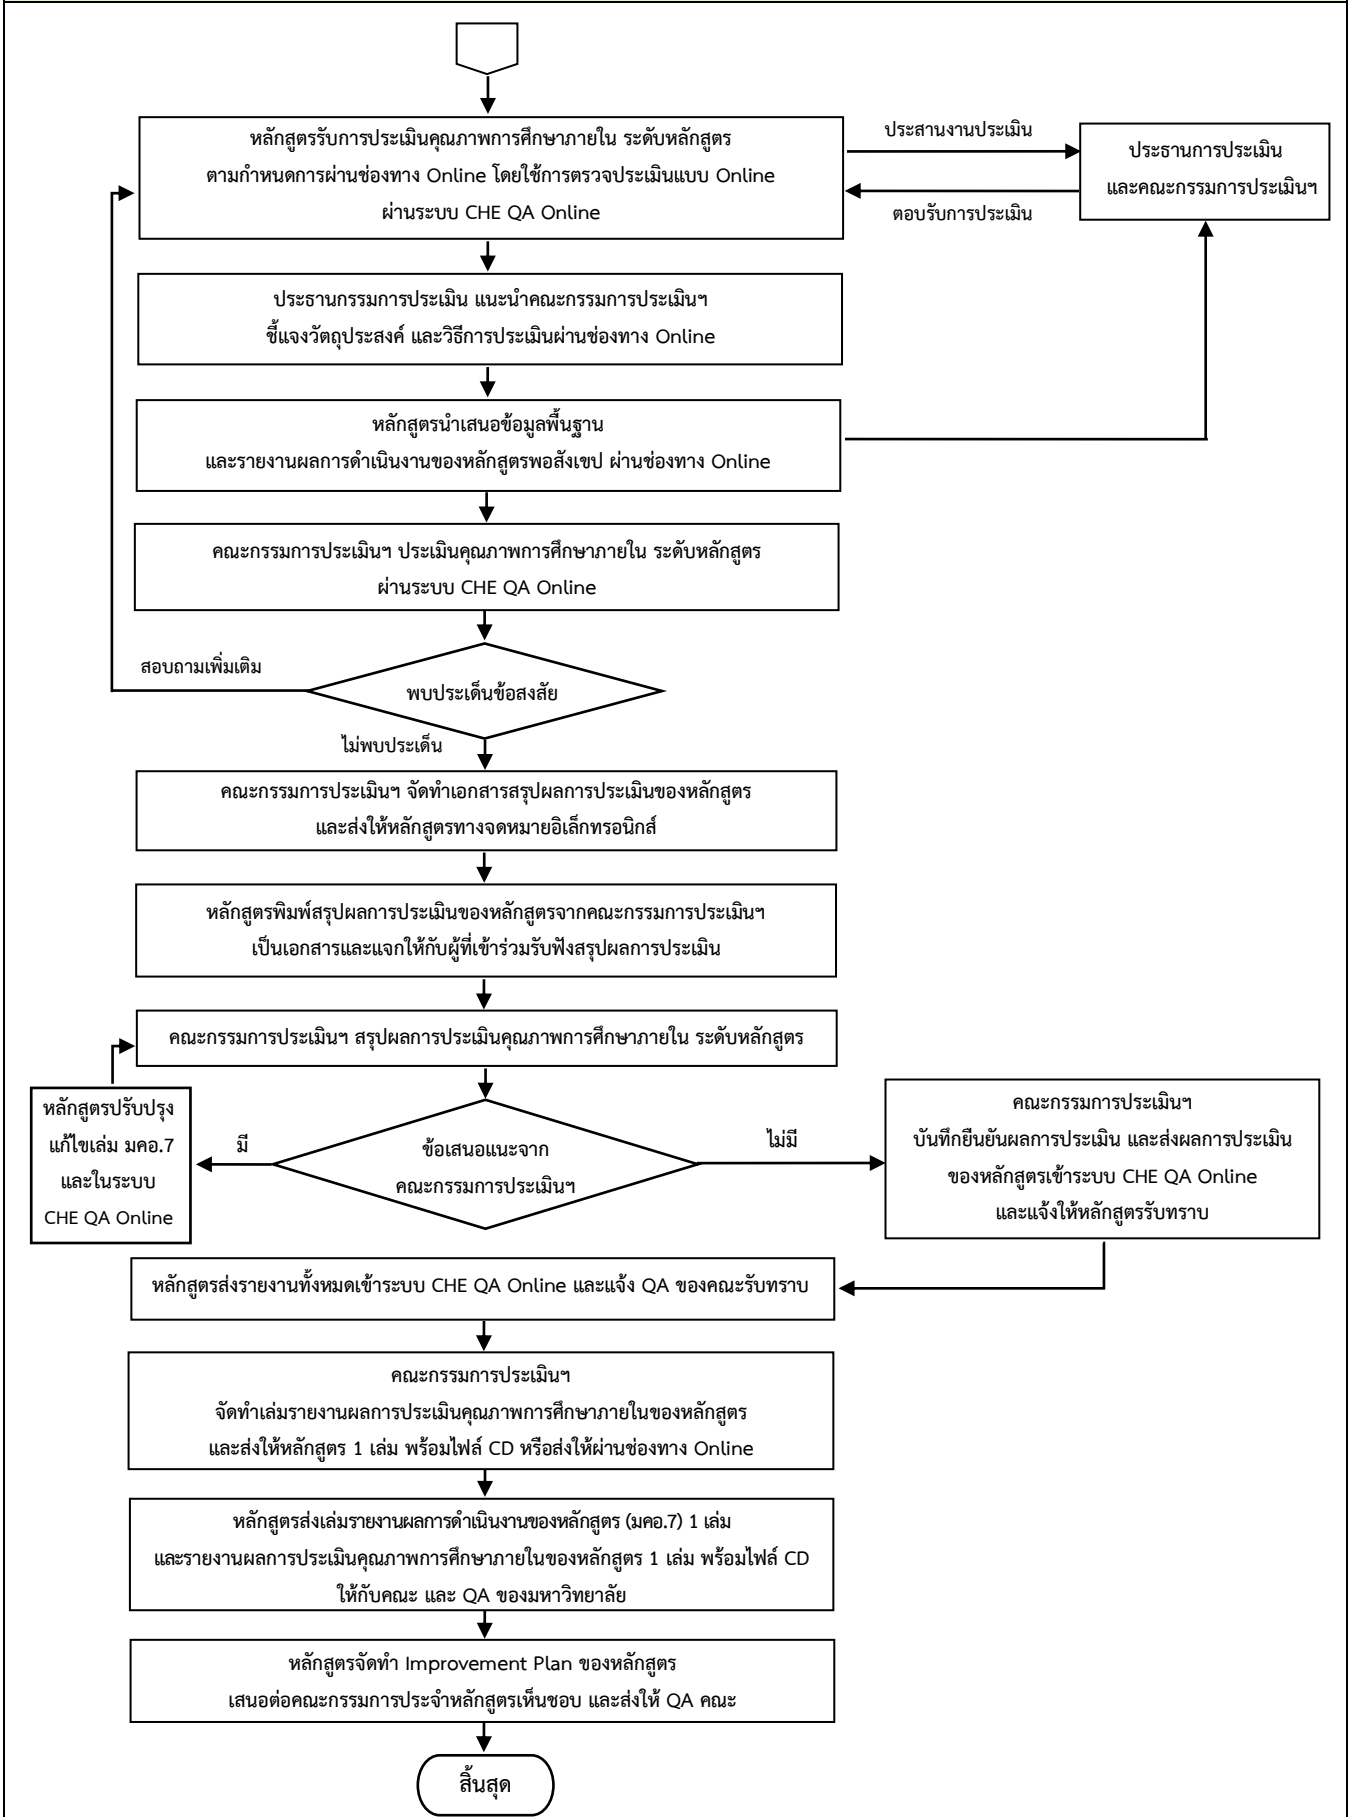 หลักสูตรรับการประเมินคุณภาพการศึกษาภายใน ระดับหลักสูตร
ตามกำหนดการผ่านช่องทาง Online โดยใช้การตรวจประเมินแบบ Online
ผ่านระบบ CHE QA Online
ประสานงานประเมิน
ตอบรับการประเมิน
ประธานการประเมิน
และคณะกรรมการประเมินฯ
ประธานกรรมการประเมิน แนะนำคณะกรรมการประเมินฯ
ชี้แจงวัตถุประสงค์ และวิธีการประเมินผ่านช่องทาง Online
หลักสูตรนำเสนอข้อมูลพื้นฐาน
และรายงานผลการดำเนินงานของหลักสูตรพอสังเขป ผ่านช่องทาง Online
คณะกรรมการประเมินฯ ประเมินคุณภาพการศึกษาภายใน ระดับหลักสูตร
ผ่านระบบ CHE QA Online
สอบถามเพิ่มเติม
พบประเด็นข้อสงสัย
ไม่พบประเด็น
คณะกรรมการประเมินฯ จัดทำเอกสารสรุปผลการประเมินของหลักสูตร
และส่งให้หลักสูตรทางจดหมายอิเล็กทรอนิกส์
หลักสูตรพิมพ์สรุปผลการประเมินของหลักสูตรจากคณะกรรมการประเมินฯ
เป็นเอกสารและแจกให้กับผู้ที่เข้าร่วมรับฟังสรุปผลการประเมิน
คณะกรรมการประเมินฯ สรุปผลการประเมินคุณภาพการศึกษาภายใน ระดับหลักสูตร
หลักสูตรปรับปรุง
แก้ไขเล่ม มคอ.7
และในระบบ
CHE QA Online
มี
ข้อเสนอแนะจาก
คณะกรรมการประเมินฯ
ไม่มี
คณะกรรมการประเมินฯ
บันทึกยืนยันผลการประเมิน และส่งผลการประเมิน
ของหลักสูตรเข้าระบบ CHE QA Online
และแจ้งให้หลักสูตรรับทราบ
หลักสูตรส่งรายงานทั้งหมดเข้าระบบ CHE QA Online และแจ้ง QA ของคณะรับทราบ
คณะกรรมการประเมินฯ
จัดทำเล่มรายงานผลการประเมินคุณภาพการศึกษาภายในของหลักสูตร
และส่งให้หลักสูตร 1 เล่ม พร้อมไฟล์ CD หรือส่งให้ผ่านช่องทาง Online
หลักสูตรส่งเล่มรายงานผลการดำเนินงานของหลักสูตร (มคอ.7) 1 เล่ม
และรายงานผลการประเมินคุณภาพการศึกษาภายในของหลักสูตร 1 เล่ม พร้อมไฟล์ CD
ให้กับคณะ และ QA ของมหาวิทยาลัย
หลักสูตรจัดทำ Improvement Plan ของหลักสูตร
เสนอต่อคณะกรรมการประจำหลักสูตรเห็นชอบ และส่งให้ QA คณะ
สิ้นสุด